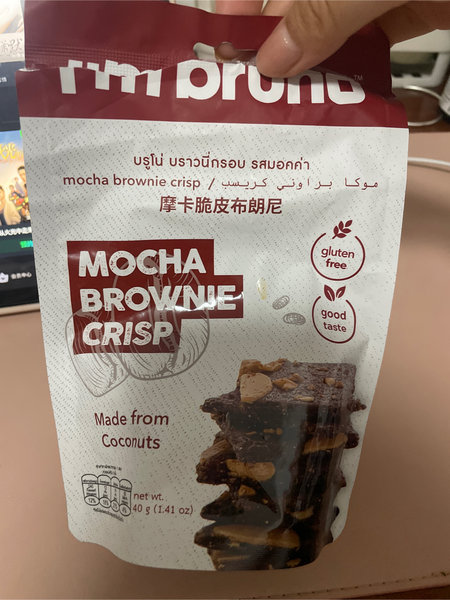 I'm bruno
บรูโน่ บราวนี่กรอบ รสมอคค่า
mocha brownie crisp / موكا براوني كريسب
摩卡脆皮布朗尼
gluten
free
good
taste
MOCHA
BROWNIE
CRISP
Made from
Coconuts
net wt.
40 g (1.41 oz)